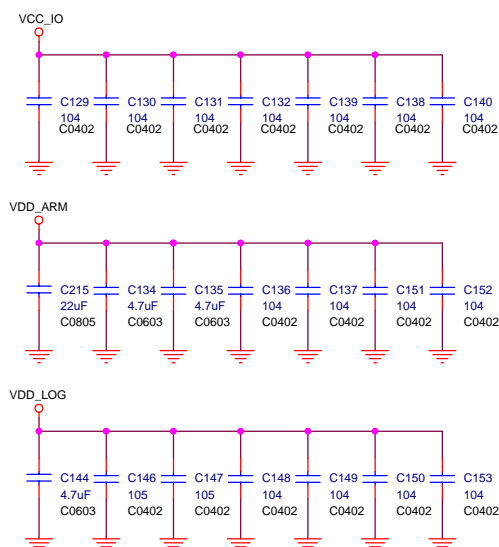 VCC_IO
C129 C130 C131 C132 C139 C138 C140
104 104 104 104 104 104 104
C0402 C0402 C0402 C0402 C0402 C0402 C0402
VDD_ARM
C215 C134 C135 C136 C137 C151 C152
22uF 4.7uF 4.7uF 104 104 104 104
C0805 C0603 C0603 C0402 C0402 C0402 C0402
VDD_LOG
C144 C146 C147 C148 C149 C150 C153
4.7uF 105 105 104 104 104 104
C0603 C0402 C0402 C0402 C0402 C0402 C0402